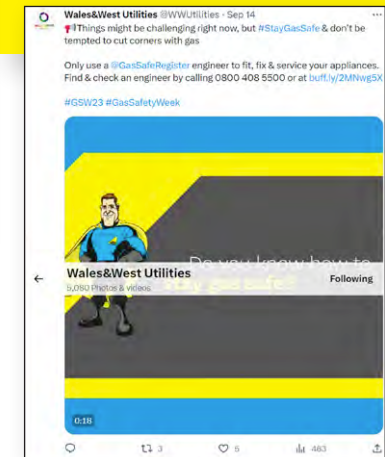 Wales&West Utilities @WWUtilities · Sep 14
Things might be challenging right now, but #StayGasSafe & don't be
tempted to cut corners with gas
Only use a @GasSafeRegister engineer to fit, fix & service your appliances.
Find & check an engineer by calling 0800 408 5500 or at buff.ly/2MNwg5X
#GSW23 #GasSafetyWeek
Do you know how to
stay gas safe?
Wales&West Utilities
5,080 Photos & videos
Following
0:18
3
5
463